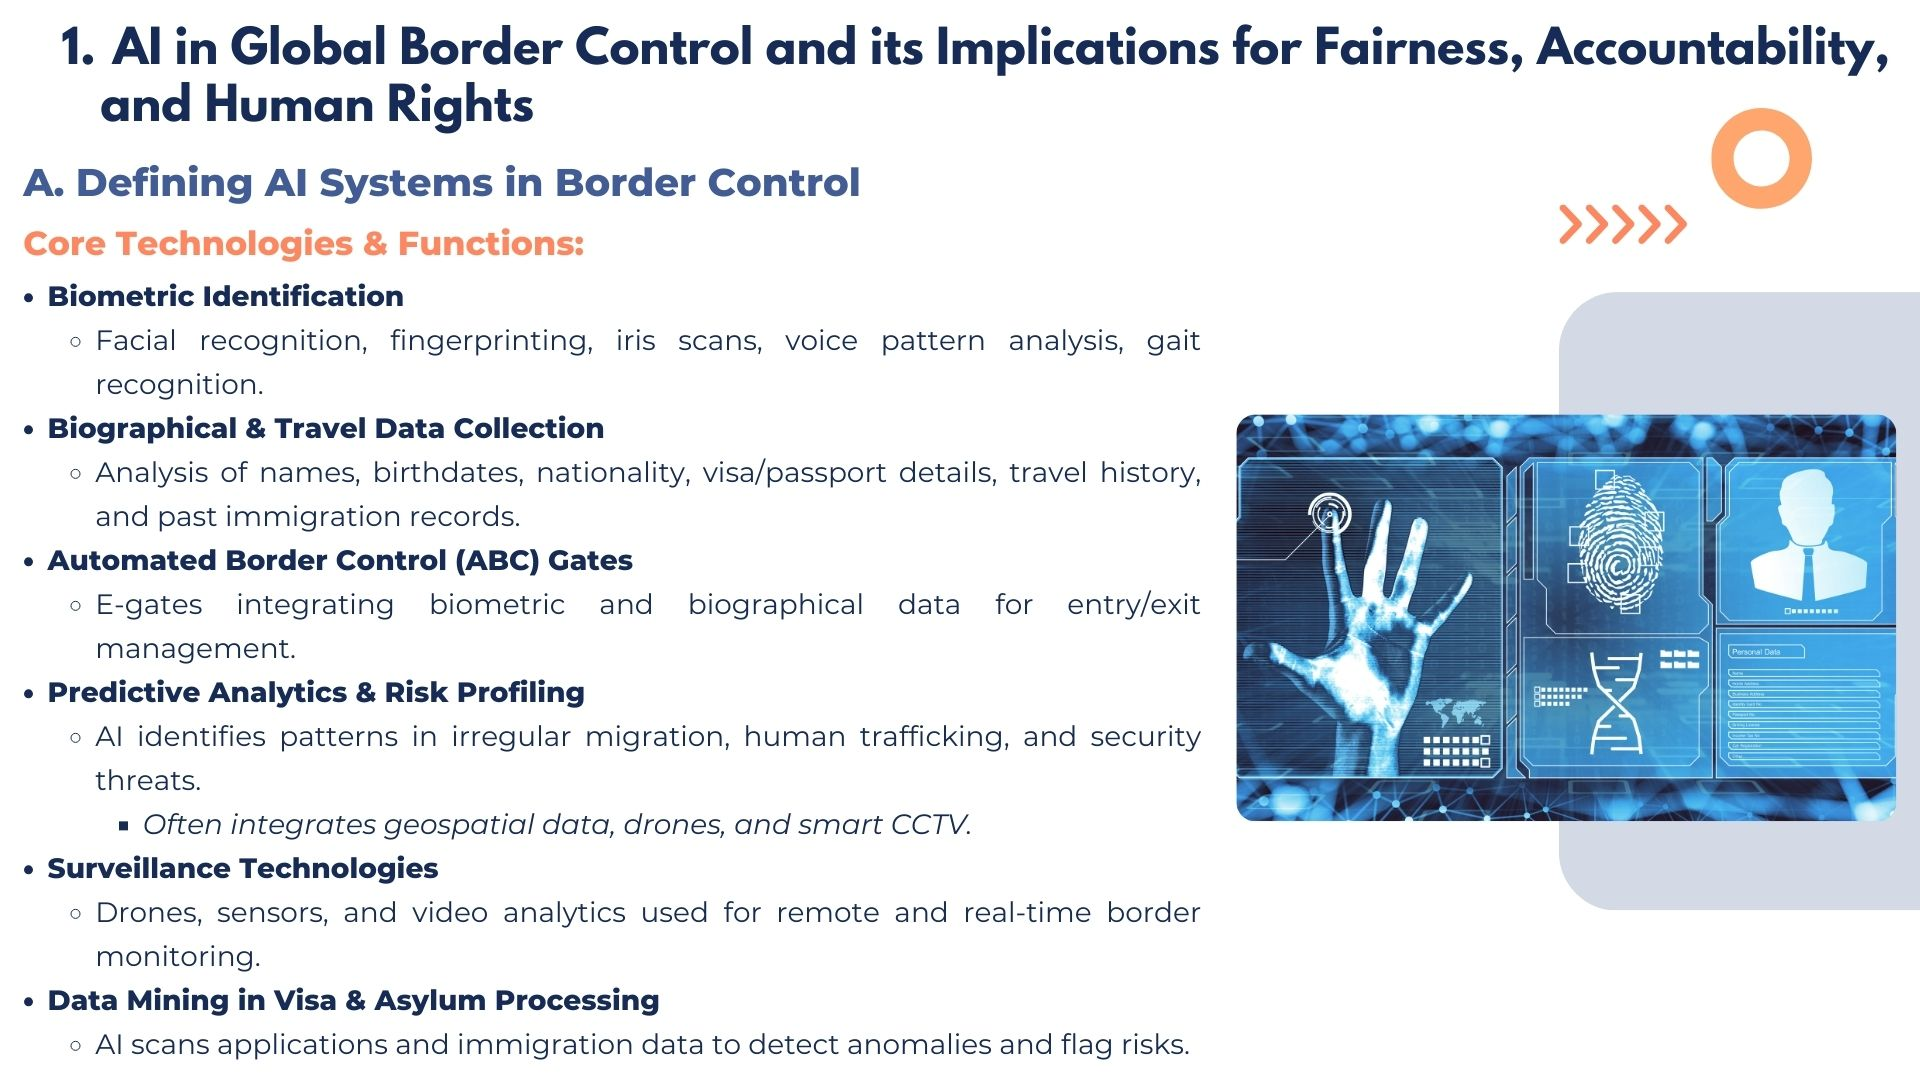 1. AI in Global Border Control and its Implications for Fairness, Accountability,
and Human Rights
A. Defining AI Systems in Border Control
Core Technologies & Functions:
• Biometric Identification
○ Facial recognition, fingerprinting, iris scans, voice pattern analysis, gait
recognition.
• Biographical & Travel Data Collection
○ Analysis of names, birthdates, nationality, visa/passport details, travel history,
and past immigration records.
• Automated Border Control (ABC) Gates
○ E-gates integrating biometric and biographical data for entry/exit
management.
• Predictive Analytics & Risk Profiling
○ AI identifies patterns in irregular migration, human trafficking, and security
threats.
▪ Often integrates geospatial data, drones, and smart CCTV.
• Surveillance Technologies
○ Drones, sensors, and video analytics used for remote and real-time border
monitoring.
• Data Mining in Visa & Asylum Processing
○ AI scans applications and immigration data to detect anomalies and flag risks.
Personal Data